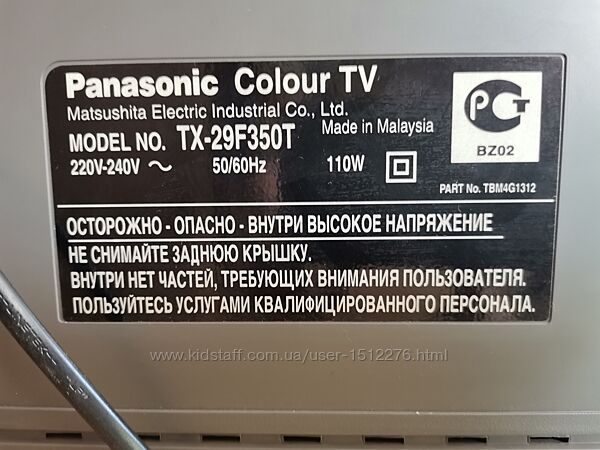 Panasonic Colour TV
Matsushita Electric Industrial Co., Ltd.
MODEL NO. TX-29F350T Made in Malaysia
220V-240V ~ 50/60Hz 110W
РСТ
BZ02
PART No. TBM4G1312
ОСТОРОЖНО - ОПАСНО - ВНУТРИ ВЫСОКОЕ НАПРЯЖЕНИЕ
НЕ СНИМАЙТЕ ЗАДНЮЮ КРЫШКУ.
ВНУТРИ НЕТ ЧАСТЕЙ, ТРЕБУЮЩИХ ВНИМАНИЯ ПОЛЬЗОВАТЕЛЯ.
ПОЛЬЗУЙТЕСЬ УСЛУГАМИ КВАЛИФИЦИРОВАННОГО ПЕРСОНАЛА.
www.kidstaff.com.ua/user-1512276.html